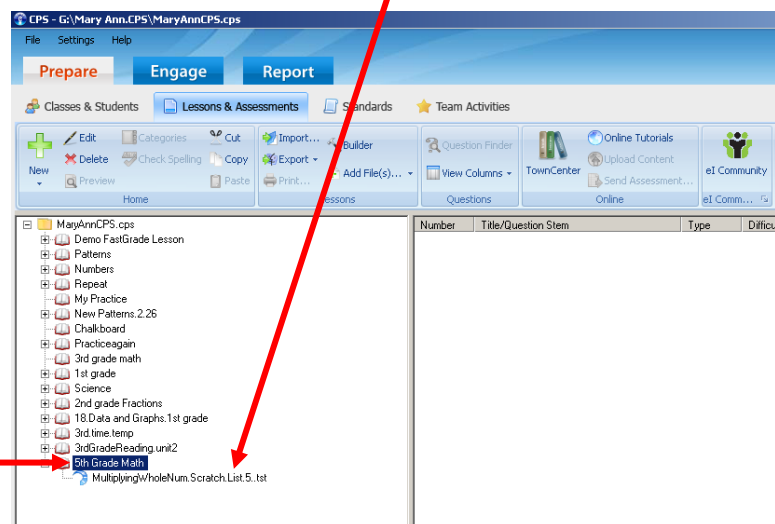 CPS - G:\Mary Ann.CPS\MaryAnnCPS.cps
File Settings Help
Prepare Engage Report
Classes & Students Lessons & Assessments Standards Team Activities
New Edit Categories Cut Import... Builder Question Finder TownCenter Online Tutorials eI Community
Delete Check Spelling Copy Export Add File(s)... View Columns Upload Content
Preview Paste Print... Send Assessment...
Home Questions Online eI Comm...
MaryAnnCPS.cps
Number Title/Question Stem Type
Demo FastGrade Lesson
Patterns
Numbers
Repeat
My Practice
New Patterns.2.26
Chalkboard
Practiceagain
3rd grade math
1st grade
Science
2nd grade Fractions
18.Data and Graphs.1st grade
3rd.time.temp
3rdGradeReading.unit2
5th Grade Math
MultiplyingWholeNum.Scratch.List.5..tst